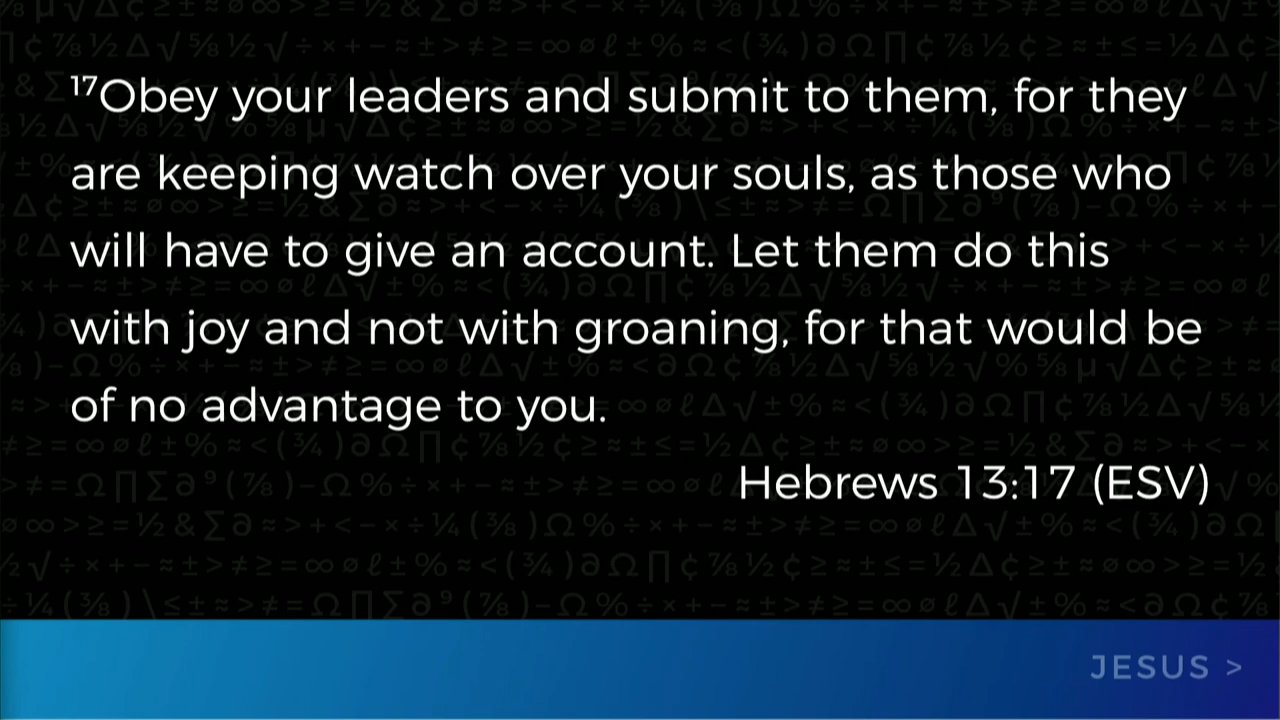 ¹⁷Obey your leaders and submit to them, for they
are keeping watch over your souls, as those who
will have to give an account. Let them do this
with joy and not with groaning, for that would be
of no advantage to you.
Hebrews 13:17 (ESV)
JESUS >